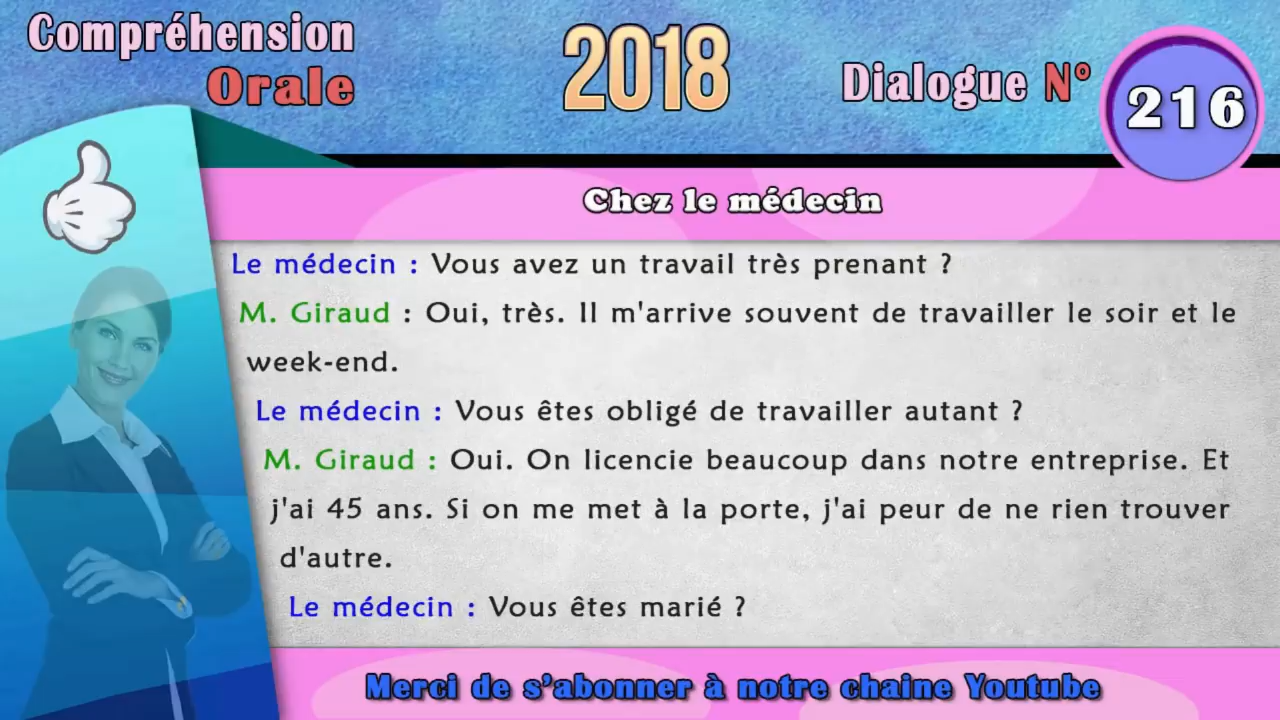 Compréhension
Orale
2018
Dialogue N°
216
Chez le médecin
Le médecin : Vous avez un travail très prenant ?
M. Giraud : Oui, très. Il m'arrive souvent de travailler le soir et le
week-end.
Le médecin : Vous êtes obligé de travailler autant ?
M. Giraud : Oui. On licencie beaucoup dans notre entreprise. Et
j'ai 45 ans. Si on me met à la porte, j'ai peur de ne rien trouver
d'autre.
Le médecin : Vous êtes marié ?
Merci de s'abonner à notre chaine Youtube